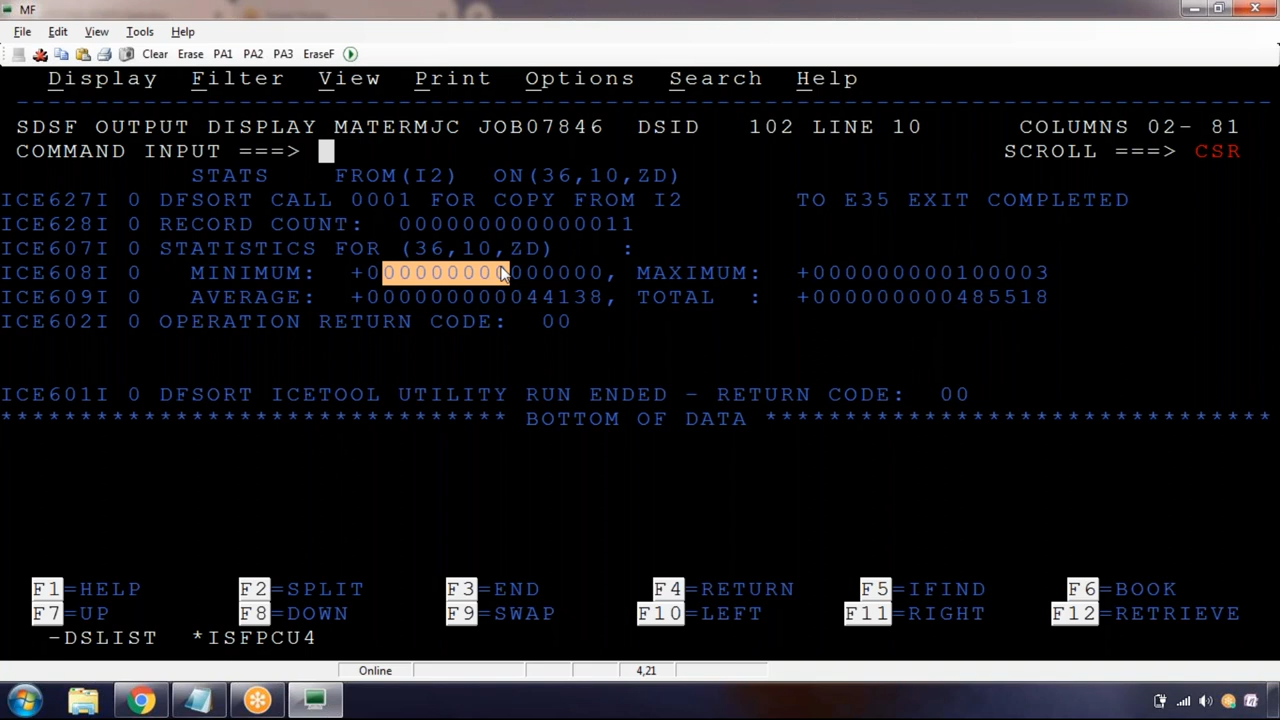 MF
File Edit View Tools Help
Clear Erase PA1 PA2 PA3 EraseF
Display Filter View Print Options Search Help
--------------------------------------------------------------------------------
SDSF OUTPUT DISPLAY MATERMJC JOB07846 DSID 102 LINE 10 COLUMNS 02- 81
COMMAND INPUT ===> SCROLL ===> CSR
STATS FROM(I2) ON(36,10,ZD)
ICE627I 0 DFSORT CALL 0001 FOR COPY FROM I2 TO E35 EXIT COMPLETED
ICE628I 0 RECORD COUNT: 000000000000011
ICE607I 0 STATISTICS FOR (36,10,ZD) :
ICE608I 0 MINIMUM: +000000000000000, MAXIMUM: +000000000100003
ICE609I 0 AVERAGE: +000000000044138, TOTAL : +000000000485518
ICE602I 0 OPERATION RETURN CODE: 00
ICE601I 0 DFSORT ICETOOL UTILITY RUN ENDED - RETURN CODE: 00
******************************** BOTTOM OF DATA ********************************
F1=HELP F2=SPLIT F3=END F4=RETURN F5=IFIND F6=BOOK
F7=UP F8=DOWN F9=SWAP F10=LEFT F11=RIGHT F12=RETRIEVE
-DSLIST *ISFPCU4
Online 4,21